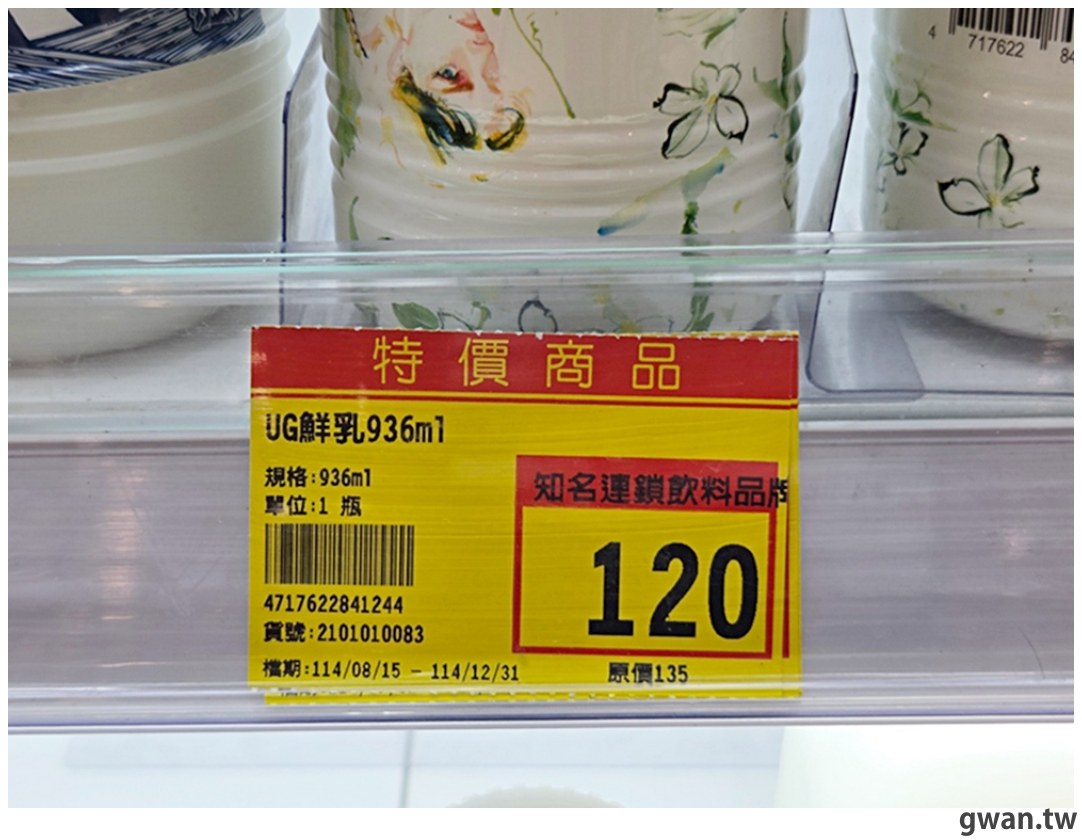 4 717622 84
特價商品
UG鮮乳936ml
規格:936ml
單位:1 瓶
知名連鎖飲料品牌
120
4717622841244
貨號:2101010083
檔期:114/08/15 - 114/12/31
原價135
gwan.tw